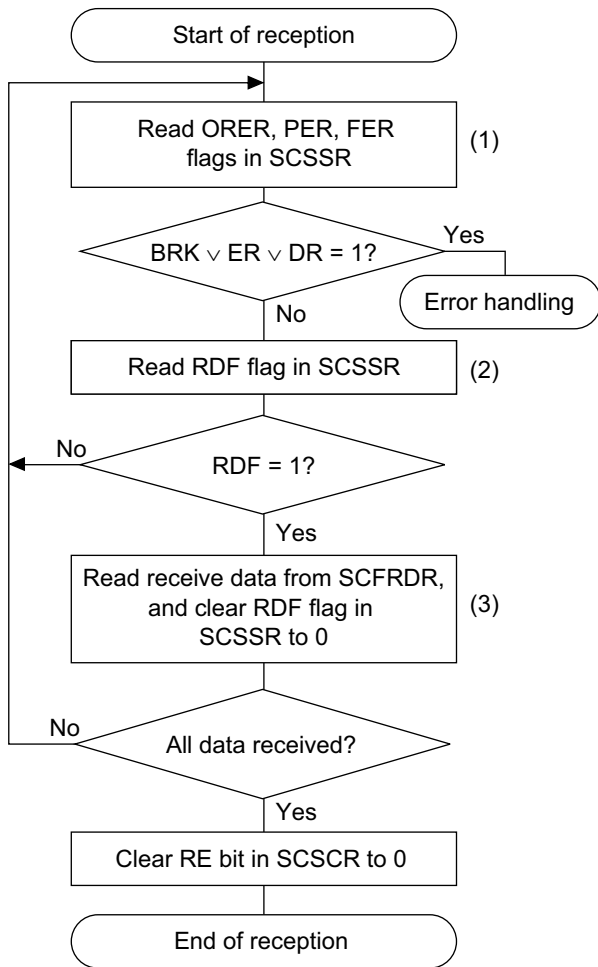 Start of reception
Read ORER, PER, FER
flags in SCSSR
(1)
BRK ∨ ER ∨ DR = 1?
Yes
Error handling
No
Read RDF flag in SCSSR
(2)
No
RDF = 1?
Yes
Read receive data from SCFRDR,
and clear RDF flag in
SCSSR to 0
(3)
No
All data received?
Yes
Clear RE bit in SCSCR to 0
End of reception